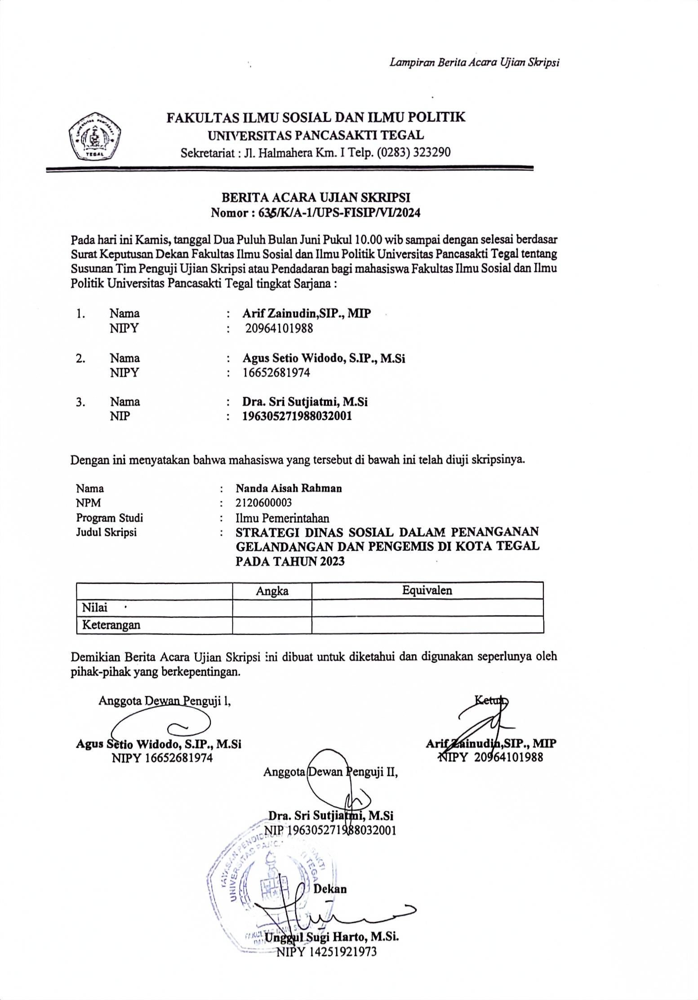 Lampiran Berita Acara Ujian Skripsi
FAKULTAS ILMU SOSIAL DAN ILMU POLITIK
UNIVERSITAS PANCASAKTI TEGAL
Sekretariat : Jl. Halmahera Km. I Telp. (0283) 323290
TEGAL
BERITA ACARA UJIAN SKRIPSI
Nomor : 635/K/A-1/UPS-FISIP/VI/2024
Pada hari ini Kamis, tanggal Dua Puluh Bulan Juni Pukul 10.00 wib sampai dengan selesai berdasar
Surat Keputusan Dekan Fakultas Ilmu Sosial dan Ilmu Politik Universitas Pancasakti Tegal tentang
Susunan Tim Penguji Ujian Skripsi atau Pendadaran bagi mahasiswa Fakultas Ilmu Sosial dan Ilmu
Politik Universitas Pancasakti Tegal tingkat Sarjana :
1. Nama : Arif Zainudin,SIP., MIP
NIPY : 20964101988
2. Nama : Agus Setio Widodo, S.IP., M.Si
NIPY : 16652681974
3. Nama : Dra. Sri Sutjiatmi, M.Si
NIP : 196305271988032001
Dengan ini menyatakan bahwa mahasiswa yang tersebut di bawah ini telah diuji skripsinya.
Nama : Nanda Aisah Rahman
NPM : 2120600003
Program Studi : Ilmu Pemerintahan
Judul Skripsi : STRATEGI DINAS SOSIAL DALAM PENANGANAN
GELANDANGAN DAN PENGEMIS DI KOTA TEGAL
PADA TAHUN 2023
Angka Equivalen
Nilai
Keterangan
Demikian Berita Acara Ujian Skripsi ini dibuat untuk diketahui dan digunakan seperlunya oleh
pihak-pihak yang berkepentingan.
Anggota Dewan Penguji l,
Ketua,
Agus Setio Widodo, S.IP., M.Si
NIPY 16652681974
Arif Zainudin,SIP., MIP
NIPY 20964101988
Anggota Dewan Penguji II,
Dra. Sri Sutjiatmi, M.Si
NIP 196305271988032001
Dekan
Unggul Sugi Harto, M.Si.
NIPY 14251921973